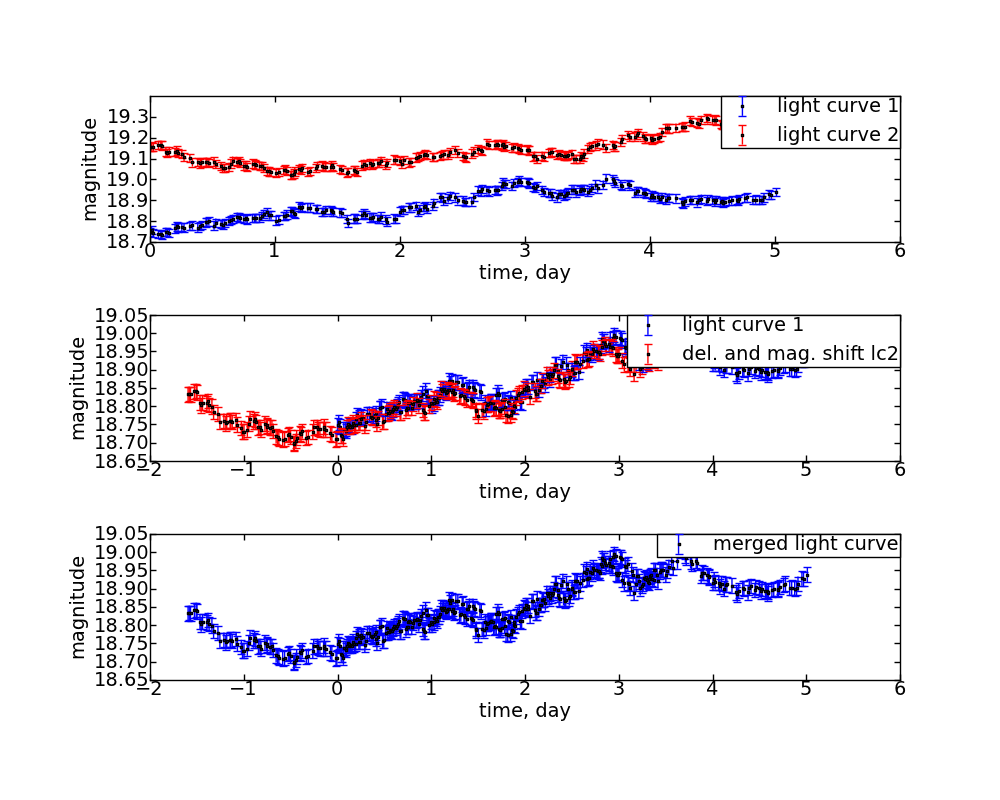 19.3
19.2
19.1
19.0
18.9
18.8
18.7
magnitude
light curve 1
light curve 2
0 1 2 3 4 5 6
time, day
19.05
19.00
18.95
18.90
18.85
18.80
18.75
18.70
18.65
magnitude
light curve 1
del. and mag. shift lc2
−2 −1 0 1 2 3 4 5 6
time, day
19.05
19.00
18.95
18.90
18.85
18.80
18.75
18.70
18.65
magnitude
merged light curve
−2 −1 0 1 2 3 4 5 6
time, day